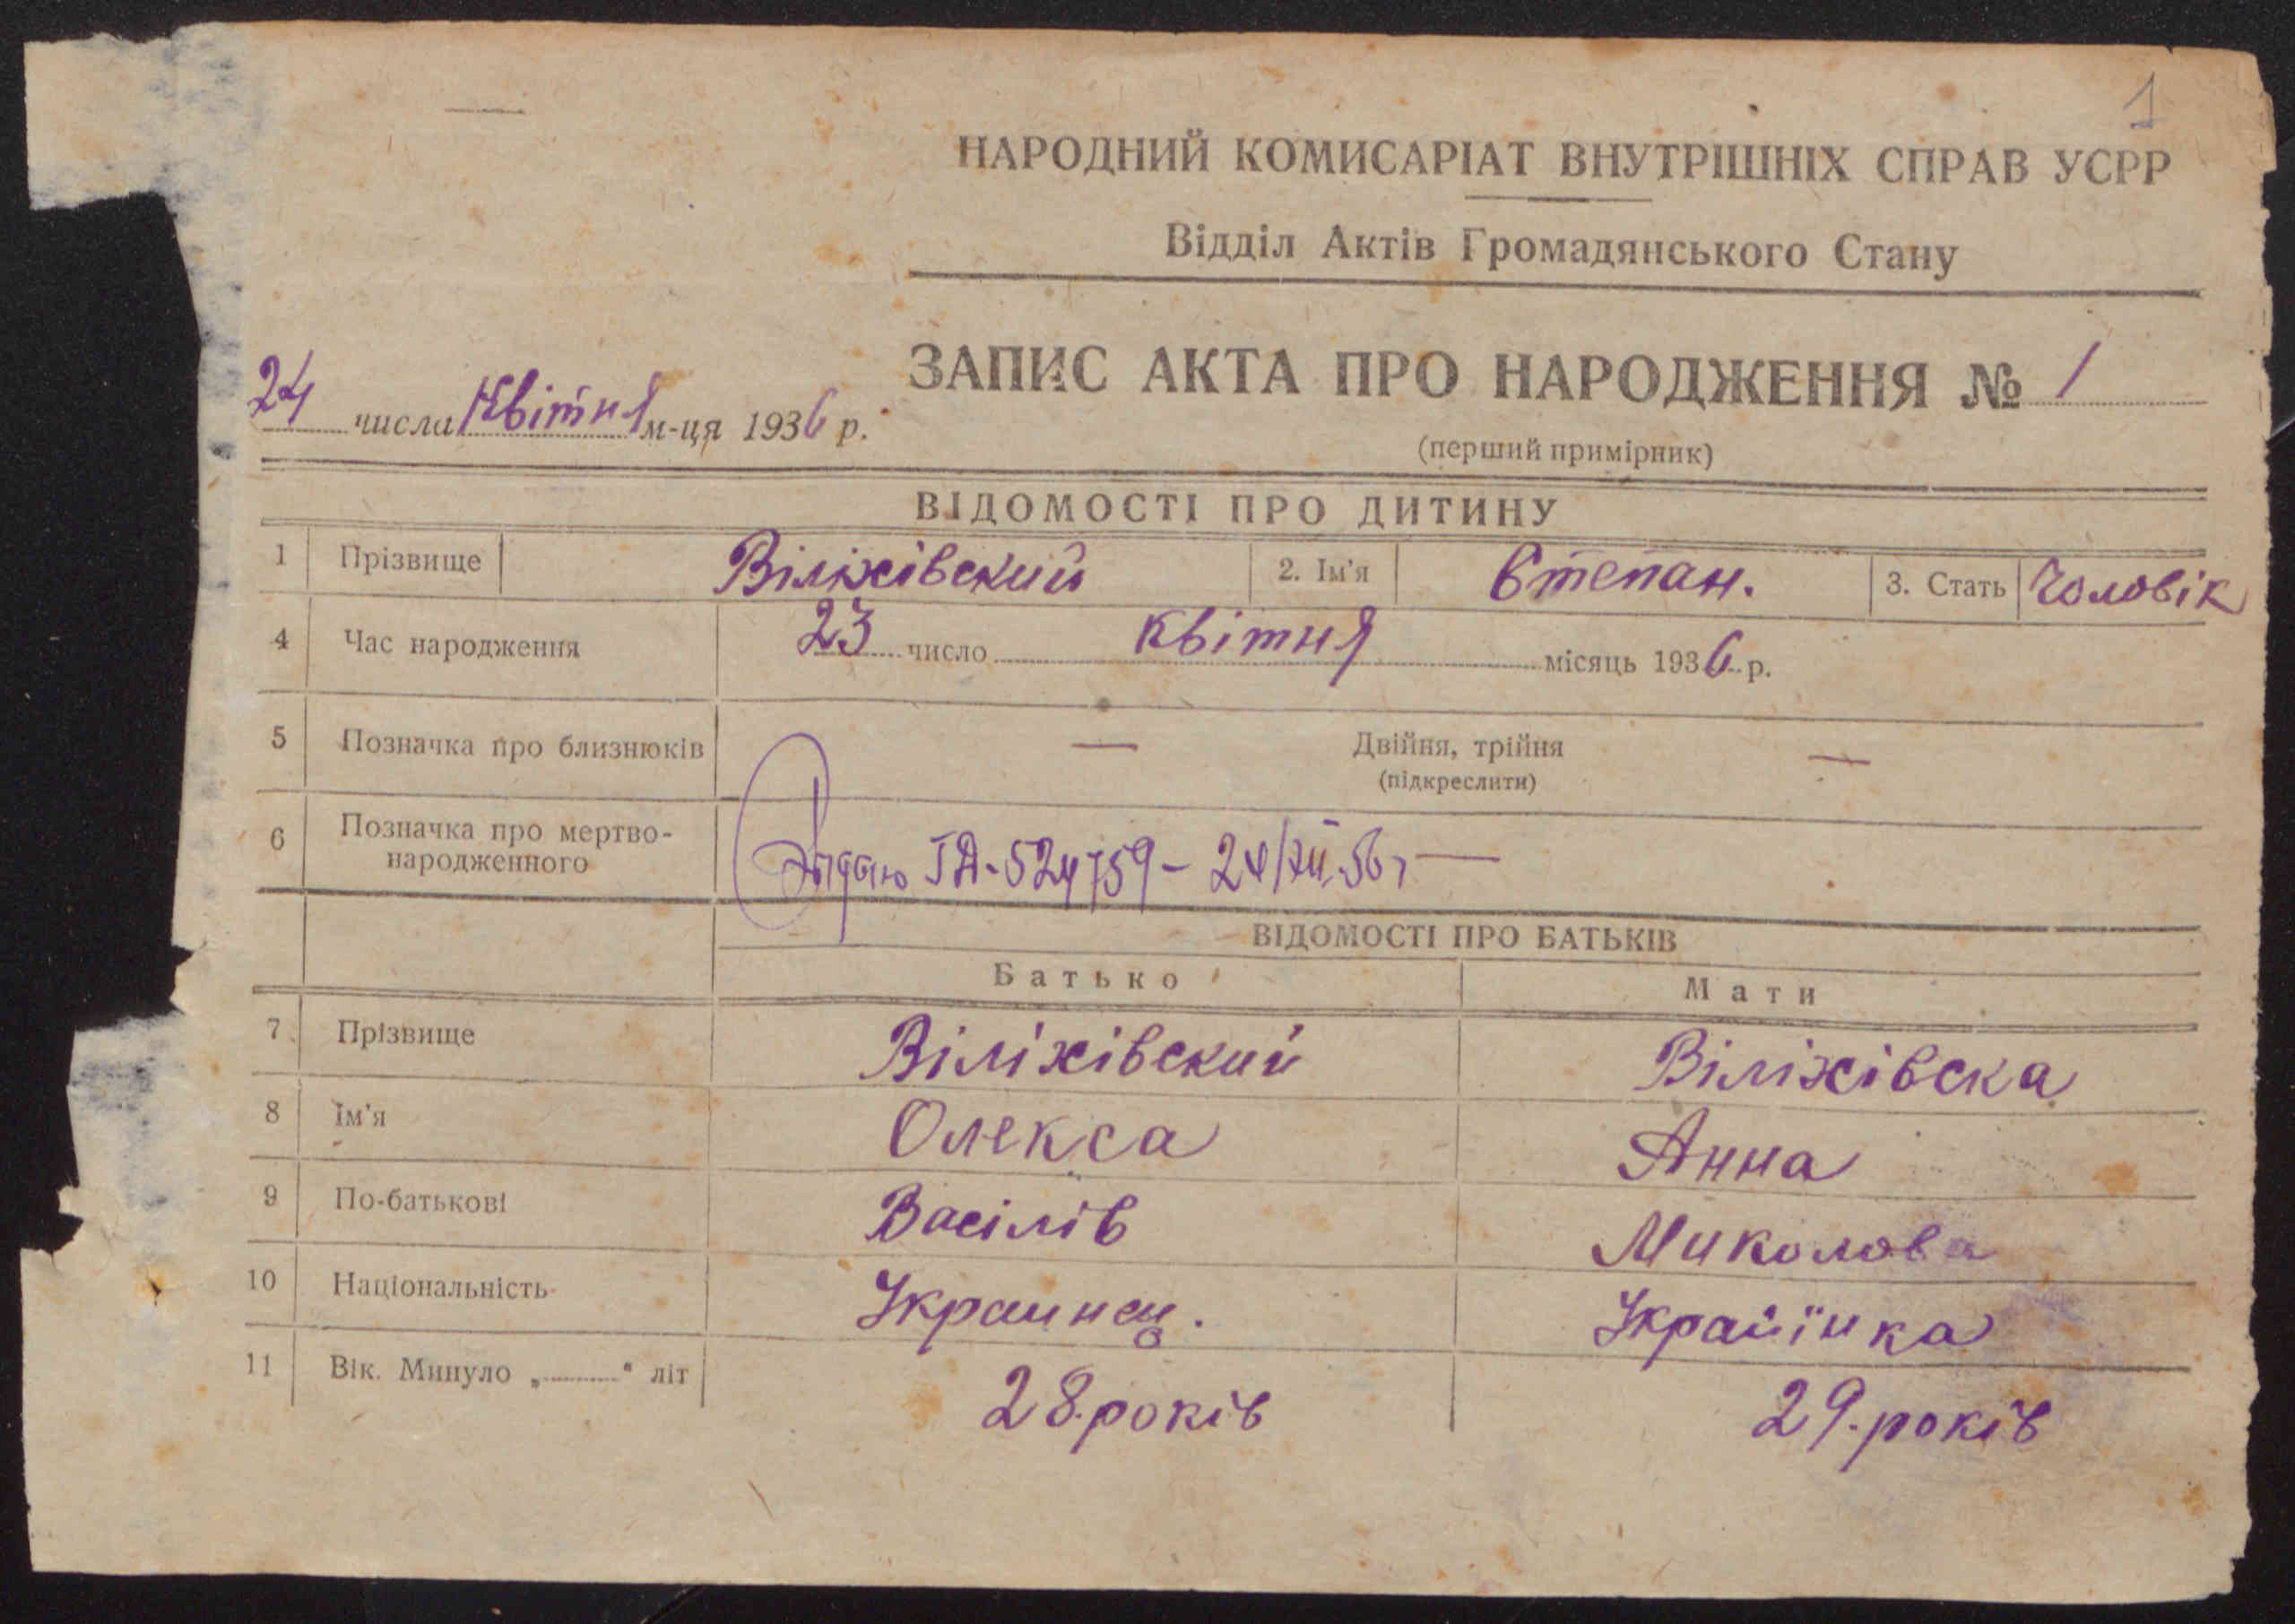 1
НАРОДНИЙ КОМИСАРІАТ ВНУТРІШНІХ СПРАВ УСРР
Відділ Актів Громадянського Стану
ЗАПИС АКТА ПРО НАРОДЖЕННЯ № 1
24 числа Квітня м-ця 1936 р.
(перший примірник)
ВІДОМОСТІ ПРО ДИТИНУ
1 Прізвище Віліжівский 2. Ім'я Степан. 3. Стать Чоловік
4 Час народження 23 число квітня місяць 1936 р.
5 Позначка про близнюків — Двійня, трійня —
(підкреслити)
6 Позначка про мертво-
народженного
ВІДОМОСТІ ПРО БАТЬКІВ
Батько Мати
7 Прізвище Віліжівский Віліжівска
8 Ім'я Олекса Анна
9 По-батькові Васілів Миколова
10 Національність Украинец. Украйїнка
11 Вік. Минуло „ “ літ 28.років 29.років